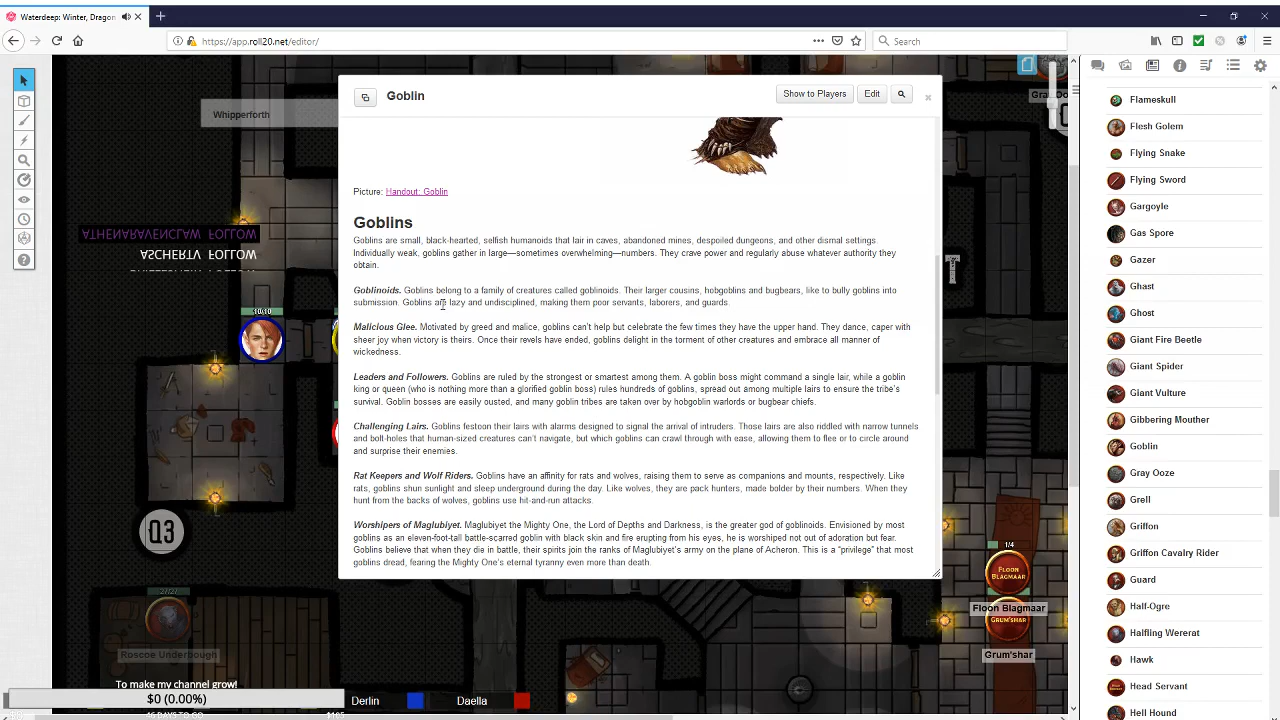 Waterdeep: Winter, Dragon
https://app.roll20.net/editor/
Search
Whipperforth
Goblin
Show to Players
Edit
Picture: Handout: Goblin
Goblins
Goblins are small, black-hearted, selfish humanoids that lair in caves, abandoned mines, despoiled dungeons, and other dismal settings.
Individually weak, goblins gather in large—sometimes overwhelming—numbers. They crave power and regularly abuse whatever authority they
obtain.
Goblinoids. Goblins belong to a family of creatures called goblinoids. Their larger cousins, hobgoblins and bugbears, like to bully goblins into
submission. Goblins are lazy and undisciplined, making them poor servants, laborers, and guards.
Malicious Glee. Motivated by greed and malice, goblins can't help but celebrate the few times they have the upper hand. They dance, caper with
sheer joy when victory is theirs. Once their revels have ended, goblins delight in the torment of other creatures and embrace all manner of
wickedness.
Leaders and Followers. Goblins are ruled by the strongest or smartest among them. A goblin boss might command a single lair, while a goblin
king or queen (who is nothing more than a glorified goblin boss) rules hundreds of goblins, spread out among multiple lairs to ensure the tribe's
survival. Goblin bosses are easily ousted, and many goblin tribes are taken over by hobgoblin warlords or bugbear chiefs.
Challenging Lairs. Goblins festoon their lairs with alarms designed to signal the arrival of intruders. Those lairs are also riddled with narrow tunnels
and bolt-holes that human-sized creatures can't navigate, but which goblins can crawl through with ease, allowing them to flee or to circle around
and surprise their enemies.
Rat Keepers and Wolf Riders. Goblins have an affinity for rats and wolves, raising them to serve as companions and mounts, respectively. Like
rats, goblins shun sunlight and sleep underground during the day. Like wolves, they are pack hunters, made bolder by their numbers. When they
hunt from the backs of wolves, goblins use hit-and-run attacks.
Worshipers of Maglubiyet. Maglubiyet the Mighty One, the Lord of Depths and Darkness, is the greater god of goblinoids. Envisioned by most
goblins as an eleven-foot-tall battle-scarred goblin with black skin and fire erupting from his eyes, he is worshiped not out of adoration but fear.
Goblins believe that when they die in battle, their spirits join the ranks of Maglubiyet's army on the plane of Acheron. This is a "privilege" that most
goblins dread, fearing the Mighty One's eternal tyranny even more than death.
ATHENARAVENCLAW FOLLOW
ASCHERTV FOLLOW
10/10
Q3
27/27
Roscoe Underbough
To make my channel grow!
$0 (0.00%)
Derlin
Daella
1/4
FLOON
BLAGMAAR
Floon Blagmaar
GRUM'SHAR
Grum'shar
Flameskull
Flesh Golem
Flying Snake
Flying Sword
Gargoyle
Gas Spore
Gazer
Ghast
Ghost
Giant Fire Beetle
Giant Spider
Giant Vulture
Gibbering Mouther
Goblin
Gray Ooze
Grell
Griffon
Griffon Cavalry Rider
Guard
Half-Ogre
Halfling Wererat
Hawk
Head Servant
Hell Hound